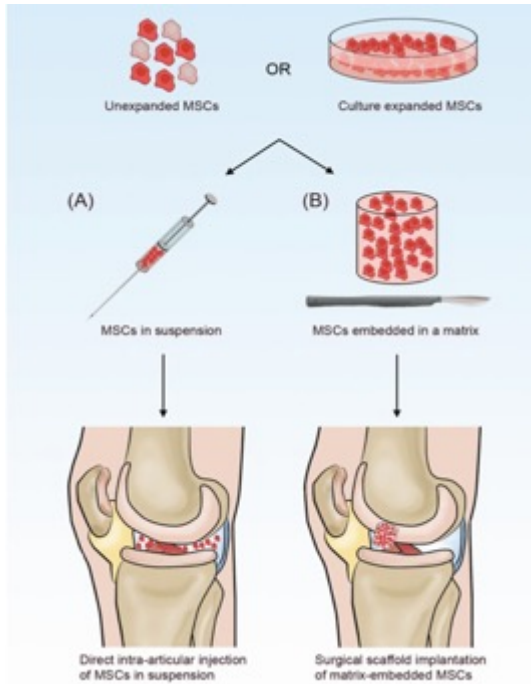 OR
Unexpanded MSCs
Culture expanded MSCs
(A)
(B)
MSCs in suspension
MSCs embedded in a matrix
Direct intra-articular injection
of MSCs in suspension
Surgical scaffold implantation
of matrix-embedded MSCs